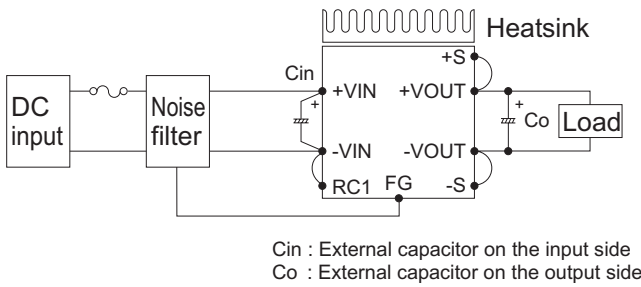 Heatsink
+S
Cin
+
+VIN
+VOUT
+
Co
DC
input
Noise
filter
Load
-VIN
-VOUT
RC1
FG
-S
Cin : External capacitor on the input side
Co : External capacitor on the output side